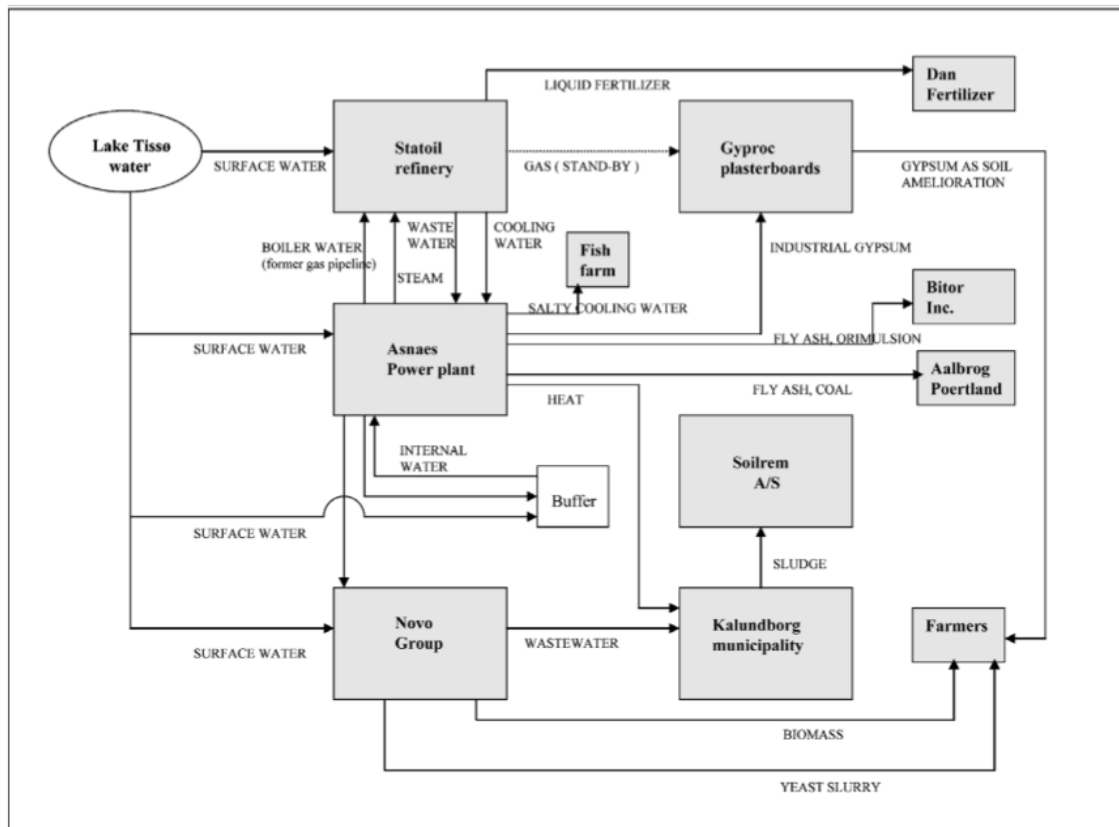 LIQUID FERTILIZER
Dan
Fertilizer
Lake Tissø
water
SURFACE WATER
Statoil
refinery
GAS ( STAND-BY )
Gyproc
plasterboards
GYPSUM AS SOIL
AMELIORATION
BOILER WATER
(former gas pipeline)
STEAM
WASTE
WATER
COOLING
WATER
Fish
farm
INDUSTRIAL GYPSUM
SALTY COOLING WATER
Bitor
Inc.
SURFACE WATER
Asnaes
Power plant
FLY ASH, ORIMULSION
Aalbrog
Poertland
HEAT
FLY ASH, COAL
INTERNAL
WATER
Buffer
Soilrem
A/S
SURFACE WATER
SLUDGE
SURFACE WATER
Novo
Group
WASTEWATER
Kalundborg
municipality
Farmers
BIOMASS
YEAST SLURRY